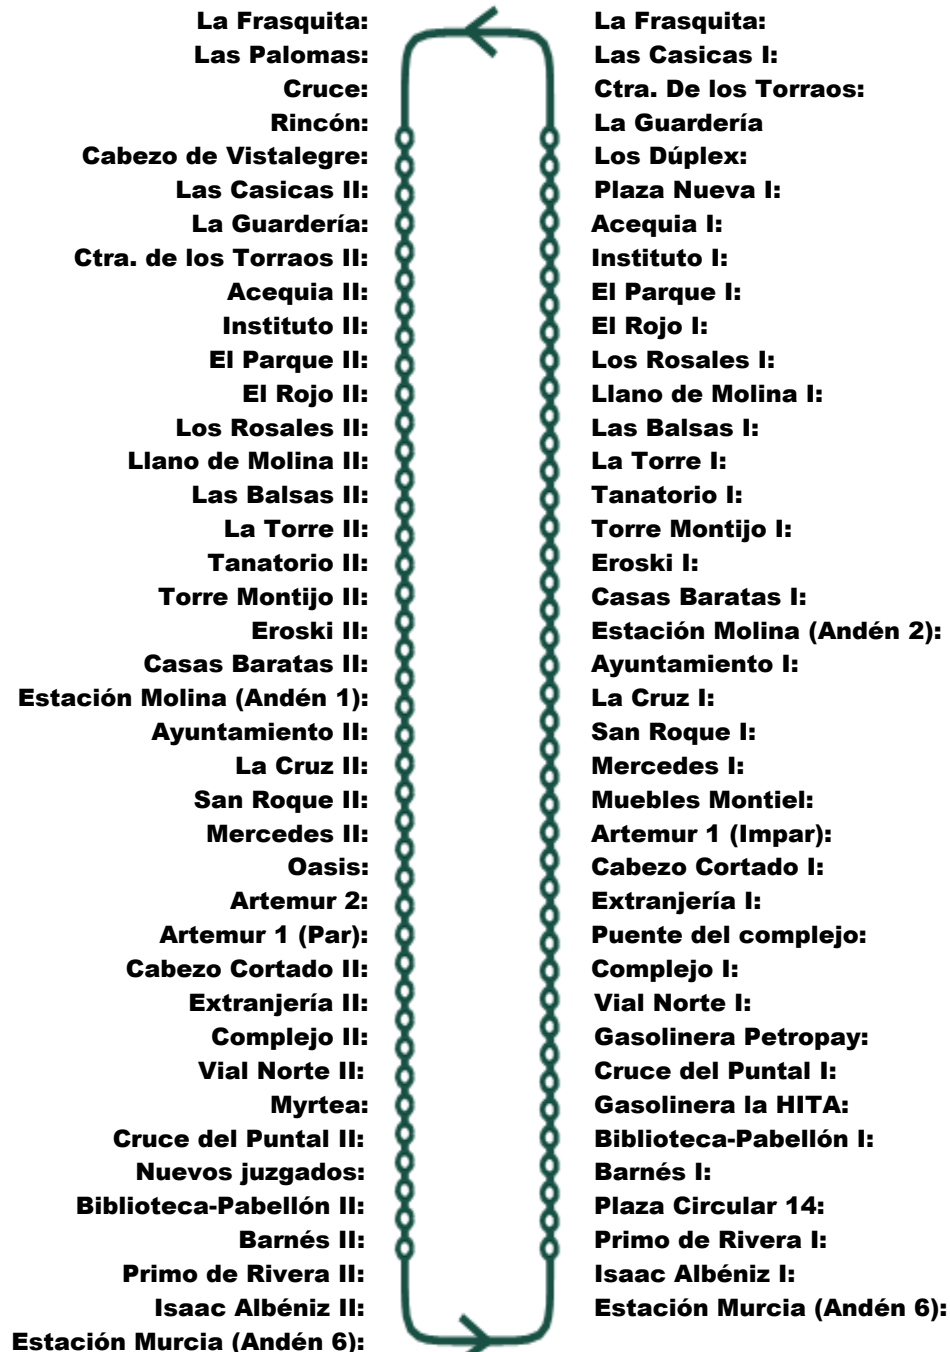 La Frasquita:
Las Palomas:
Cruce:
Rincón:
Cabezo de Vistalegre:
Las Casicas II:
La Guardería:
Ctra. de los Torraos II:
Acequia II:
Instituto II:
El Parque II:
El Rojo II:
Los Rosales II:
Llano de Molina II:
Las Balsas II:
La Torre II:
Tanatorio II:
Torre Montijo II:
Eroski II:
Casas Baratas II:
Estación Molina (Andén 1):
Ayuntamiento II:
La Cruz II:
San Roque II:
Mercedes II:
Oasis:
Artemur 2:
Artemur 1 (Par):
Cabezo Cortado II:
Extranjería II:
Complejo II:
Vial Norte II:
Myrtea:
Cruce del Puntal II:
Nuevos juzgados:
Biblioteca-Pabellón II:
Barnés II:
Primo de Rivera II:
Isaac Albéniz II:
Estación Murcia (Andén 6):
La Frasquita:
Las Casicas I:
Ctra. De los Torraos:
La Guardería
Los Dúplex:
Plaza Nueva I:
Acequia I:
Instituto I:
El Parque I:
El Rojo I:
Los Rosales I:
Llano de Molina I:
Las Balsas I:
La Torre I:
Tanatorio I:
Torre Montijo I:
Eroski I:
Casas Baratas I:
Estación Molina (Andén 2):
Ayuntamiento I:
La Cruz I:
San Roque I:
Mercedes I:
Muebles Montiel:
Artemur 1 (Impar):
Cabezo Cortado I:
Extranjería I:
Puente del complejo:
Complejo I:
Vial Norte I:
Gasolinera Petropay:
Cruce del Puntal I:
Gasolinera la HITA:
Biblioteca-Pabellón I:
Barnés I:
Plaza Circular 14:
Primo de Rivera I:
Isaac Albéniz I:
Estación Murcia (Andén 6):